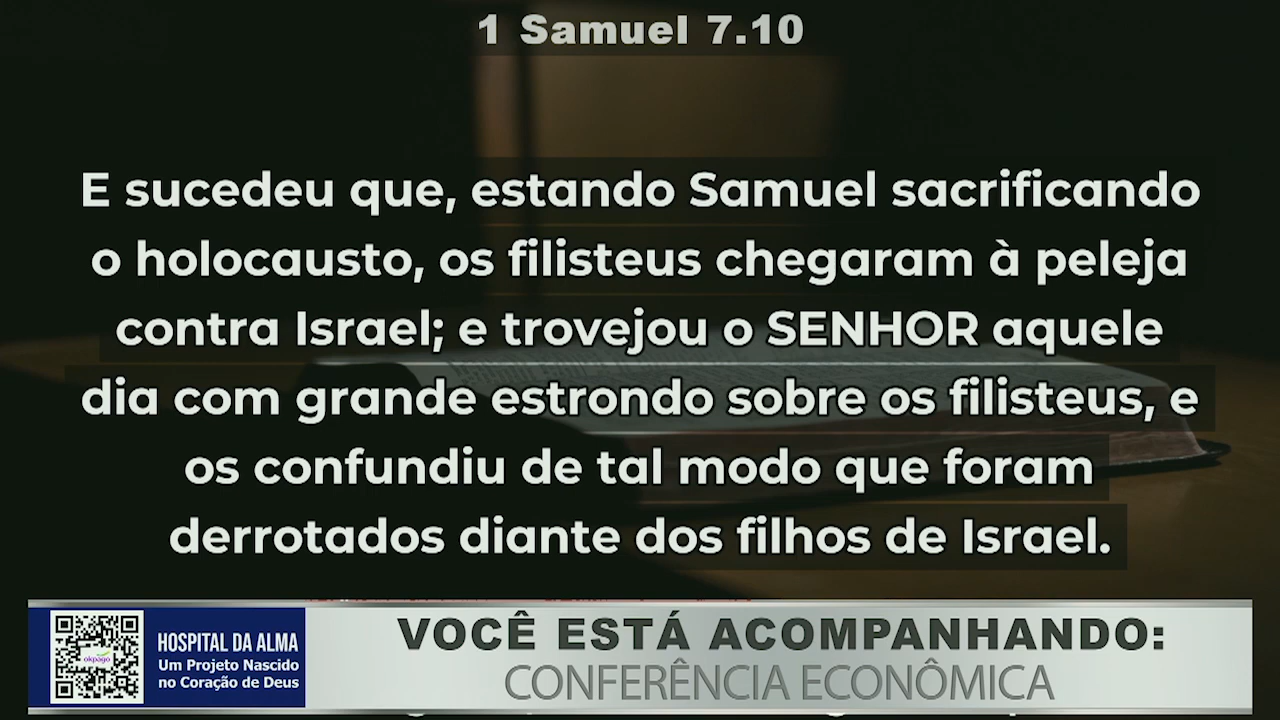 1 Samuel 7.10
E sucedeu que, estando Samuel sacrificando
o holocausto, os filisteus chegaram à peleja
contra Israel; e trovejou o SENHOR aquele
dia com grande estrondo sobre os filisteus, e
os confundiu de tal modo que foram
derrotados diante dos filhos de Israel.
okpago
HOSPITAL DA ALMA
Um Projeto Nascido
no Coração de Deus
VOCÊ ESTÁ ACOMPANHANDO:
CONFERÊNCIA ECONÔMICA